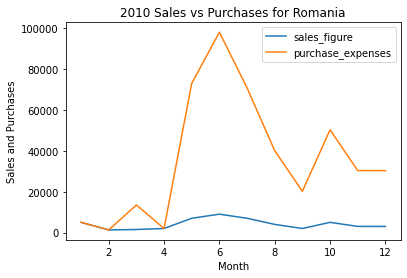 2010 Sales vs Purchases for Romania
sales_figure
purchase_expenses
Sales and Purchases
100000
80000
60000
40000
20000
0
2 4 6 8 10 12
Month